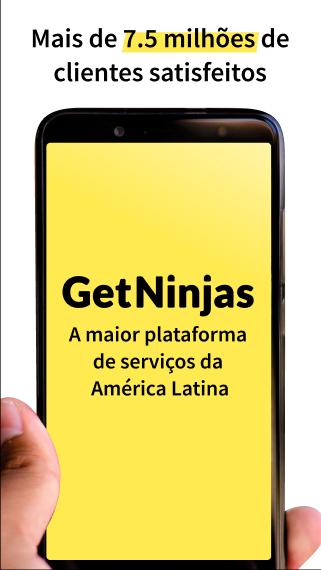 Mais de 7.5 milhões de
clientes satisfeitos
GetNinjas
A maior plataforma
de serviços da
América Latina